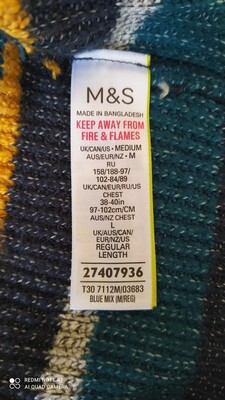 M&S
MADE IN BANGLADESH
KEEP AWAY FROM
FIRE & FLAMES
UK/CAN/US • MEDIUM
AUS/EUR/NZ • M
RU
158/188-97/
102-84/89
UK/CAN/EUR/RU/US
CHEST
38-40in
97-102cm/CM
AUS/NZ CHEST
L
UK/AUS/CAN/
EUR/NZ/US
REGULAR
LENGTH
27407936
T30 7112M/03683
BLUE MIX (M/REG)
REDMI NOTE 8T
AI QUAD CAMERA